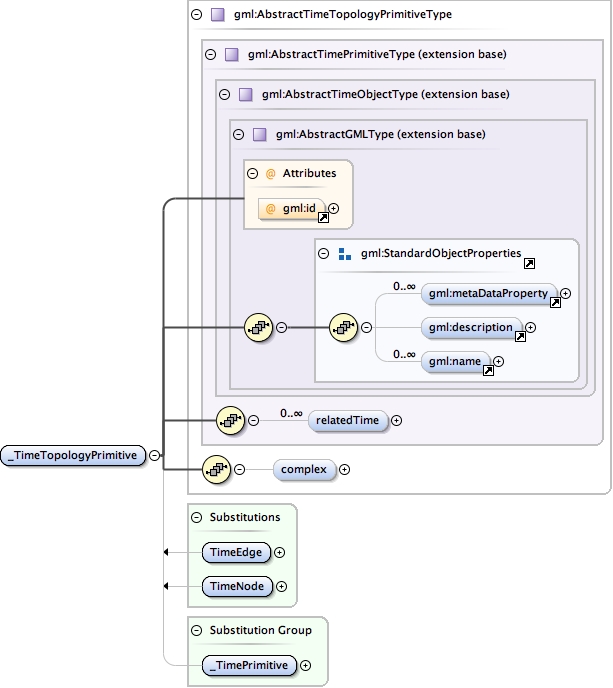 gml:AbstractTimeTopologyPrimitiveType
gml:AbstractTimePrimitiveType (extension base)
gml:AbstractTimeObjectType (extension base)
gml:AbstractGMLType (extension base)
@ Attributes
@ gml:id
gml:StandardObjectProperties
0..∞
gml:metaDataProperty
gml:description
0..∞
gml:name
0..∞
relatedTime
_TimeTopologyPrimitive
complex
Substitutions
TimeEdge
TimeNode
Substitution Group
_TimePrimitive